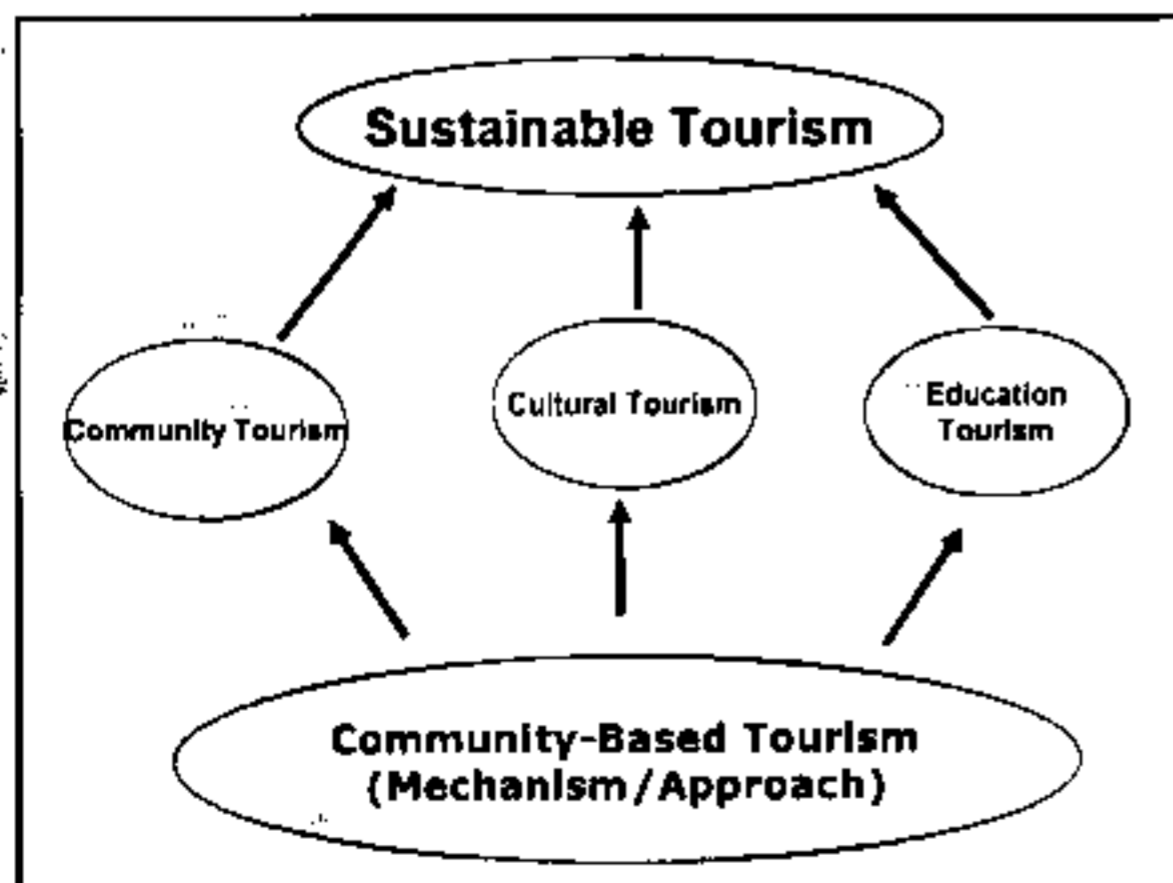 Sustainable Tourism
Community Tourism
Cultural Tourism
Education
Tourism
Community-Based Tourism
(Mechanism/Approach)